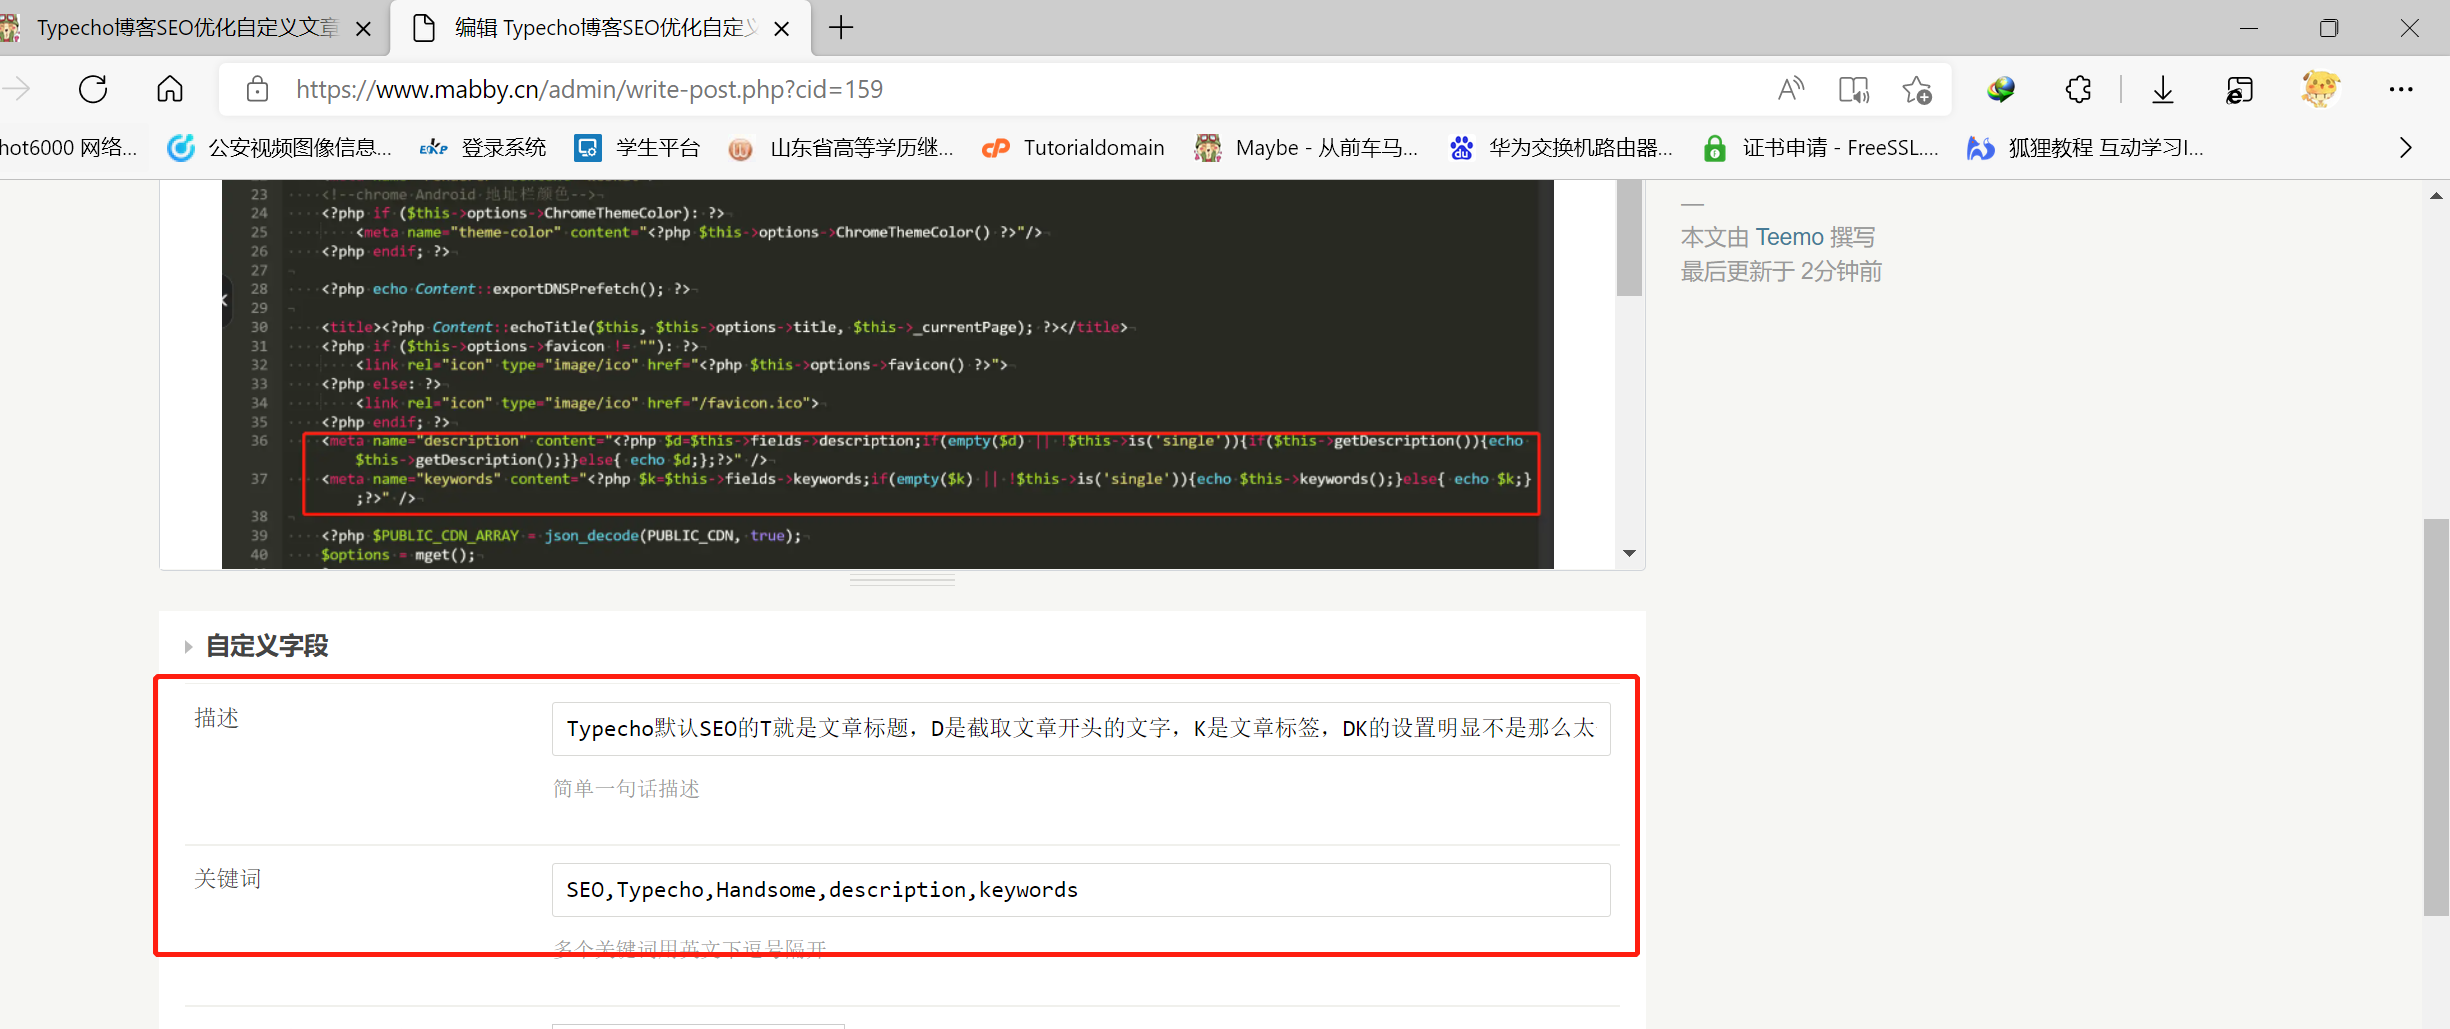 Typecho博客SEO优化自定义文章
编辑 Typecho博客SEO优化自定义
https://www.mabby.cn/admin/write-post.php?cid=159
hot6000 网络...
公安视频图像信息...
登录系统
学生平台
山东省高等学历继...
Tutorialdomain
Maybe - 从前车马...
华为交换机路由器...
证书申请 - FreeSSL....
狐狸教程 互动学习I...
23 <!--chrome Android 地址栏颜色-->
24 <?php if ($this->options->ChromeThemeColor): ?>
25 <meta name="theme-color" content="<?php $this->options->ChromeThemeColor() ?>"/>
26 <?php endif; ?>
27
28 <?php echo Content::exportDNSPrefetch(); ?>
29
30 <title><?php Content::echoTitle($this, $this->options->title, $this->_currentPage); ?></title>
31 <?php if ($this->options->favicon != ""): ?>
32 <link rel="icon" type="image/ico" href="<?php $this->options->favicon() ?>">
33 <?php else: ?>
34 <link rel="icon" type="image/ico" href="/favicon.ico">
35 <?php endif; ?>
36 <meta name="description" content="<?php $d=$this->fields->description;if(empty($d) || !$this->is('single')){if($this->getDescription()){echo
$this->getDescription();}}else{ echo $d;};?>" />
37 <meta name="keywords" content="<?php $k=$this->fields->keywords;if(empty($k) || !$this->is('single')){echo $this->keywords();}else{ echo $k;}
;?>" />
38
39 <?php $PUBLIC_CDN_ARRAY = json_decode(PUBLIC_CDN, true);
40 $options = mget();
—
本文由 Teemo 撰写
最后更新于 2分钟前
自定义字段
描述
Typecho默认SEO的T就是文章标题，D是截取文章开头的文字，K是文章标签，DK的设置明显不是那么太
简单一句话描述
关键词
SEO,Typecho,Handsome,description,keywords
多个关键词用英文下逗号隔开